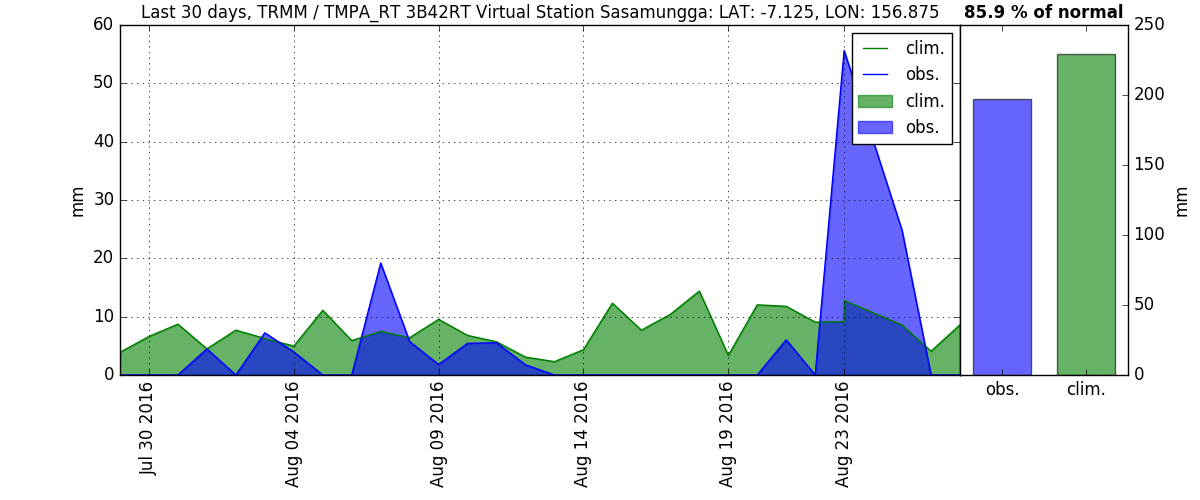 Last 30 days, TRMM / TMPA_RT 3B42RT Virtual Station Sasamungga: LAT: -7.125, LON: 156.875
85.9 % of normal
60
50
40
30
20
10
0
mm
clim.
obs.
clim.
obs.
250
200
150
100
50
0
mm
Jul 30 2016
Aug 04 2016
Aug 09 2016
Aug 14 2016
Aug 19 2016
Aug 23 2016
obs.
clim.